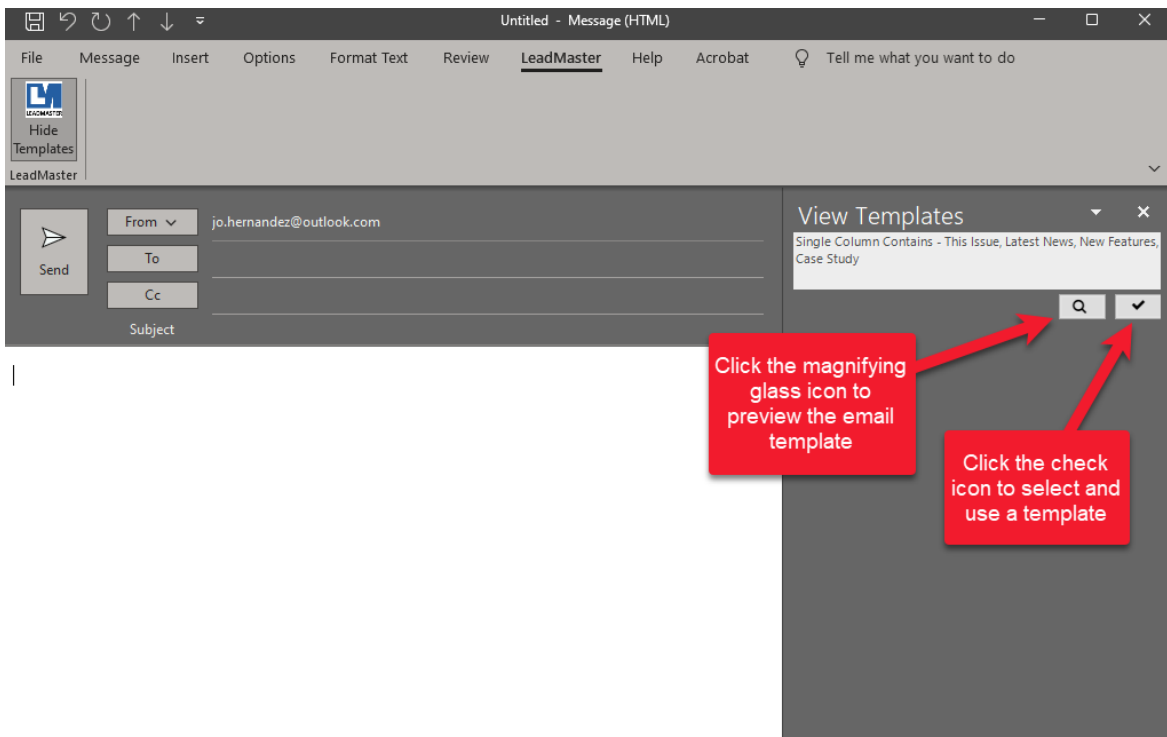 Untitled - Message (HTML)
File Message Insert Options Format Text Review LeadMaster Help Acrobat Tell me what you want to do
LEADMASTER
Hide
Templates
LeadMaster
Send
From
jo.hernandez@outlook.com
To
Cc
Subject
View Templates
Single Column Contains - This Issue, Latest News, New Features,
Case Study
Click the magnifying
glass icon to
preview the email
template
Click the check
icon to select and
use a template